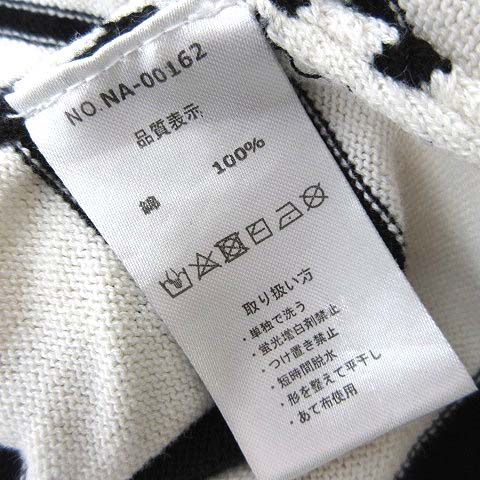 NO.NA-00162
品質表示
綿 100%
取り扱い方
・単独で洗う
・蛍光増白剤禁止
・つけ置き禁止
・短時間脱水
・形を整えて平干し
・あて布使用